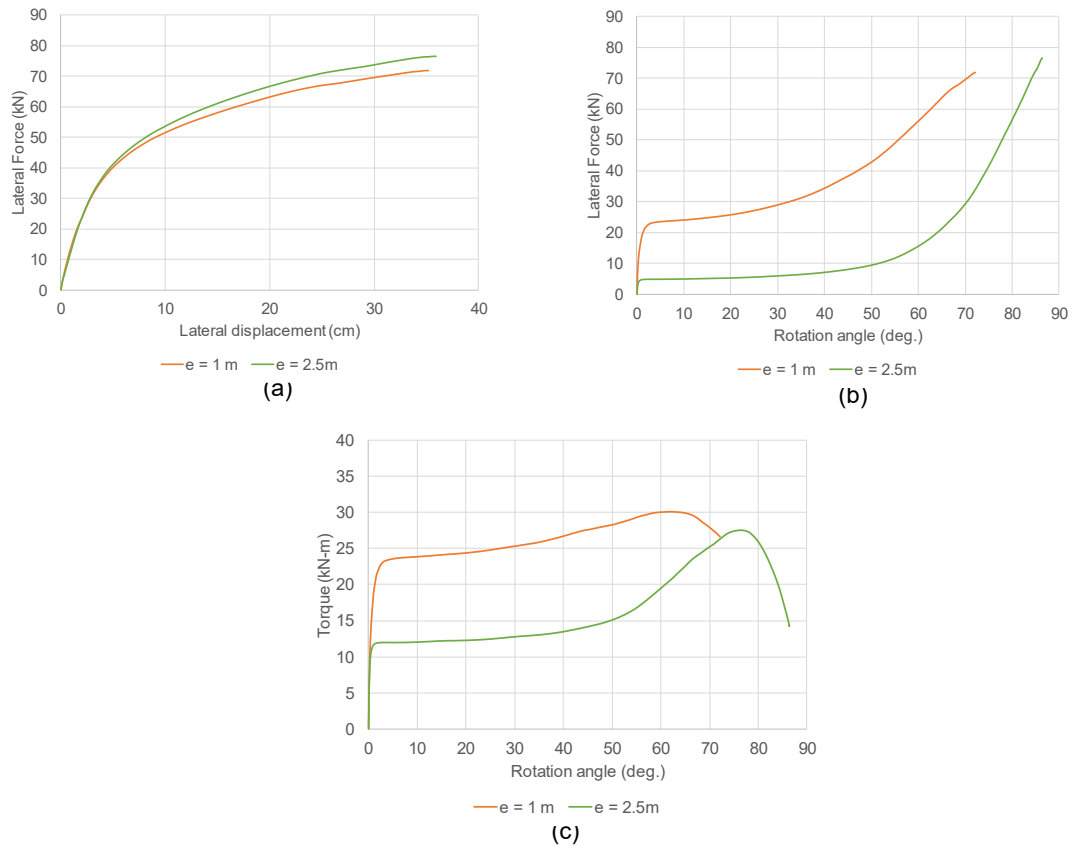 90
80
70
60
50
40
30
20
10
0
Lateral Force (kN)
0 10 20 30 40
Lateral displacement (cm)
e = 1 m e = 2.5m
(a)
90
80
70
60
50
40
30
20
10
0
Lateral Force (kN)
0 10 20 30 40 50 60 70 80 90
Rotation angle (deg.)
e = 1 m e = 2.5m
(b)
40
35
30
25
20
15
10
5
0
Torque (kN-m)
0 10 20 30 40 50 60 70 80 90
Rotation angle (deg.)
e = 1 m e = 2.5m
(c)